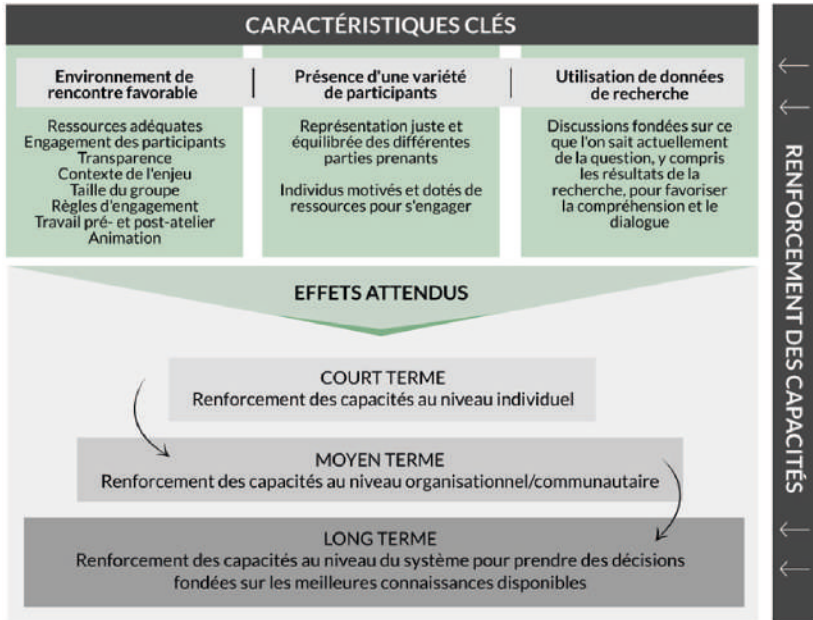 CARACTÉRISTIQUES CLÉS
Environnement de
rencontre favorable
Ressources adéquates
Engagement des participants
Transparence
Contexte de l'enjeu
Taille du groupe
Règles d'engagement
Travail pré- et post-atelier
Animation
Présence d'une variété
de participants
Représentation juste et
équilibrée des différentes
parties prenants
Individus motivés et dotés de
ressources pour s'engager
Utilisation de données
de recherche
Discussions fondées sur ce
que l'on sait actuellement
de la question, y compris
les résultats de la
recherche, pour favoriser
la compréhension et le
dialogue
EFFETS ATTENDUS
COURT TERME
Renforcement des capacités au niveau individuel
MOYEN TERME
Renforcement des capacités au niveau organisationnel/communautaire
LONG TERME
Renforcement des capacités au niveau du système pour prendre des décisions
fondées sur les meilleures connaissances disponibles
RENFORCEMENT DES CAPACITÉS